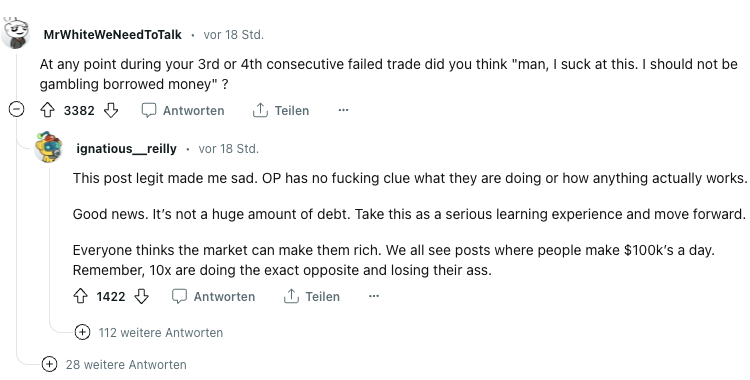 MrWhiteWeNeedToTalk • vor 18 Std.
At any point during your 3rd or 4th consecutive failed trade did you think "man, I suck at this. I should not be
gambling borrowed money" ?
3382 Antworten Teilen ...
ignatious__reilly • vor 18 Std.
This post legit made me sad. OP has no fucking clue what they are doing or how anything actually works.
Good news. It’s not a huge amount of debt. Take this as a serious learning experience and move forward.
Everyone thinks the market can make them rich. We all see posts where people make $100k’s a day.
Remember, 10x are doing the exact opposite and losing their ass.
1422 Antworten Teilen ...
112 weitere Antworten
28 weitere Antworten